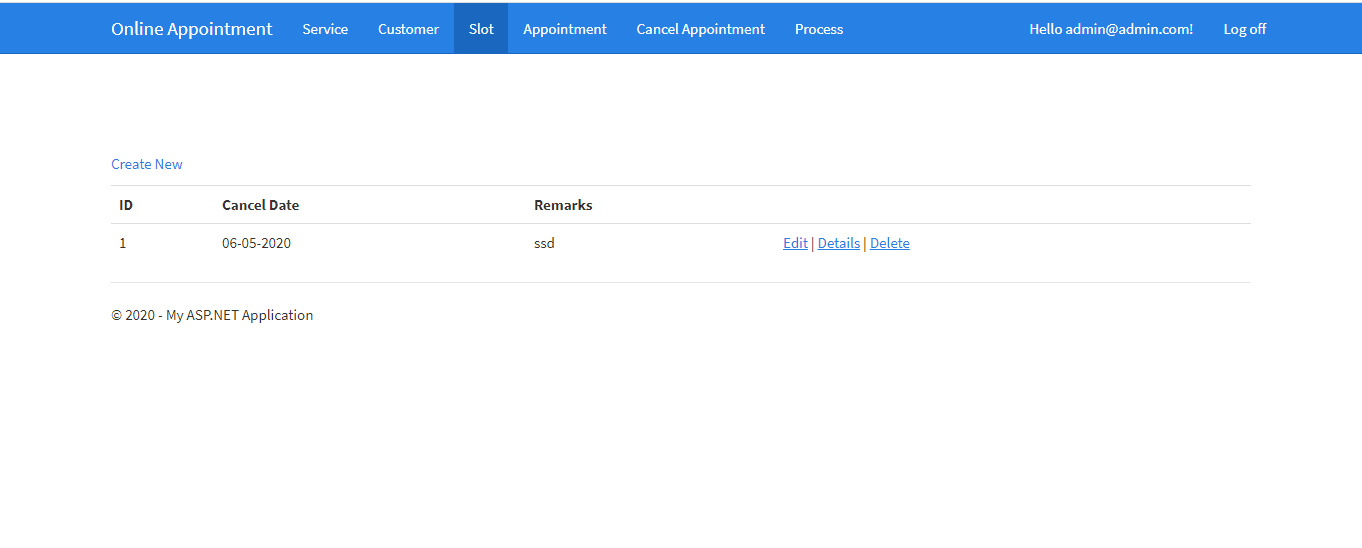 Online Appointment Service Customer Slot Appointment Cancel Appointment Process Hello admin@admin.com! Log off
Create New
ID Cancel Date Remarks
1 06-05-2020 ssd Edit | Details | Delete
© 2020 - My ASP.NET Application